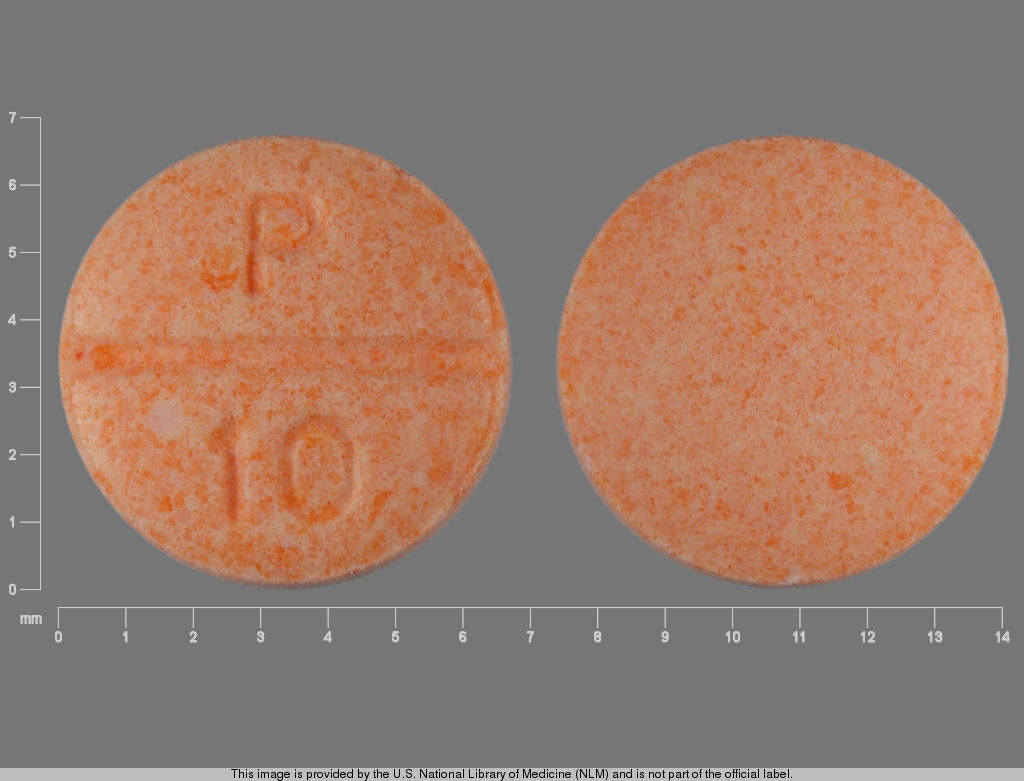 7
6
5
4
3
2
1
0
mm
P
10
0 1 2 3 4 5 6 7 8 9 10 11 12 13 14
This image is provided by the U.S. National Library of Medicine (NLM) and is not part of the official label.